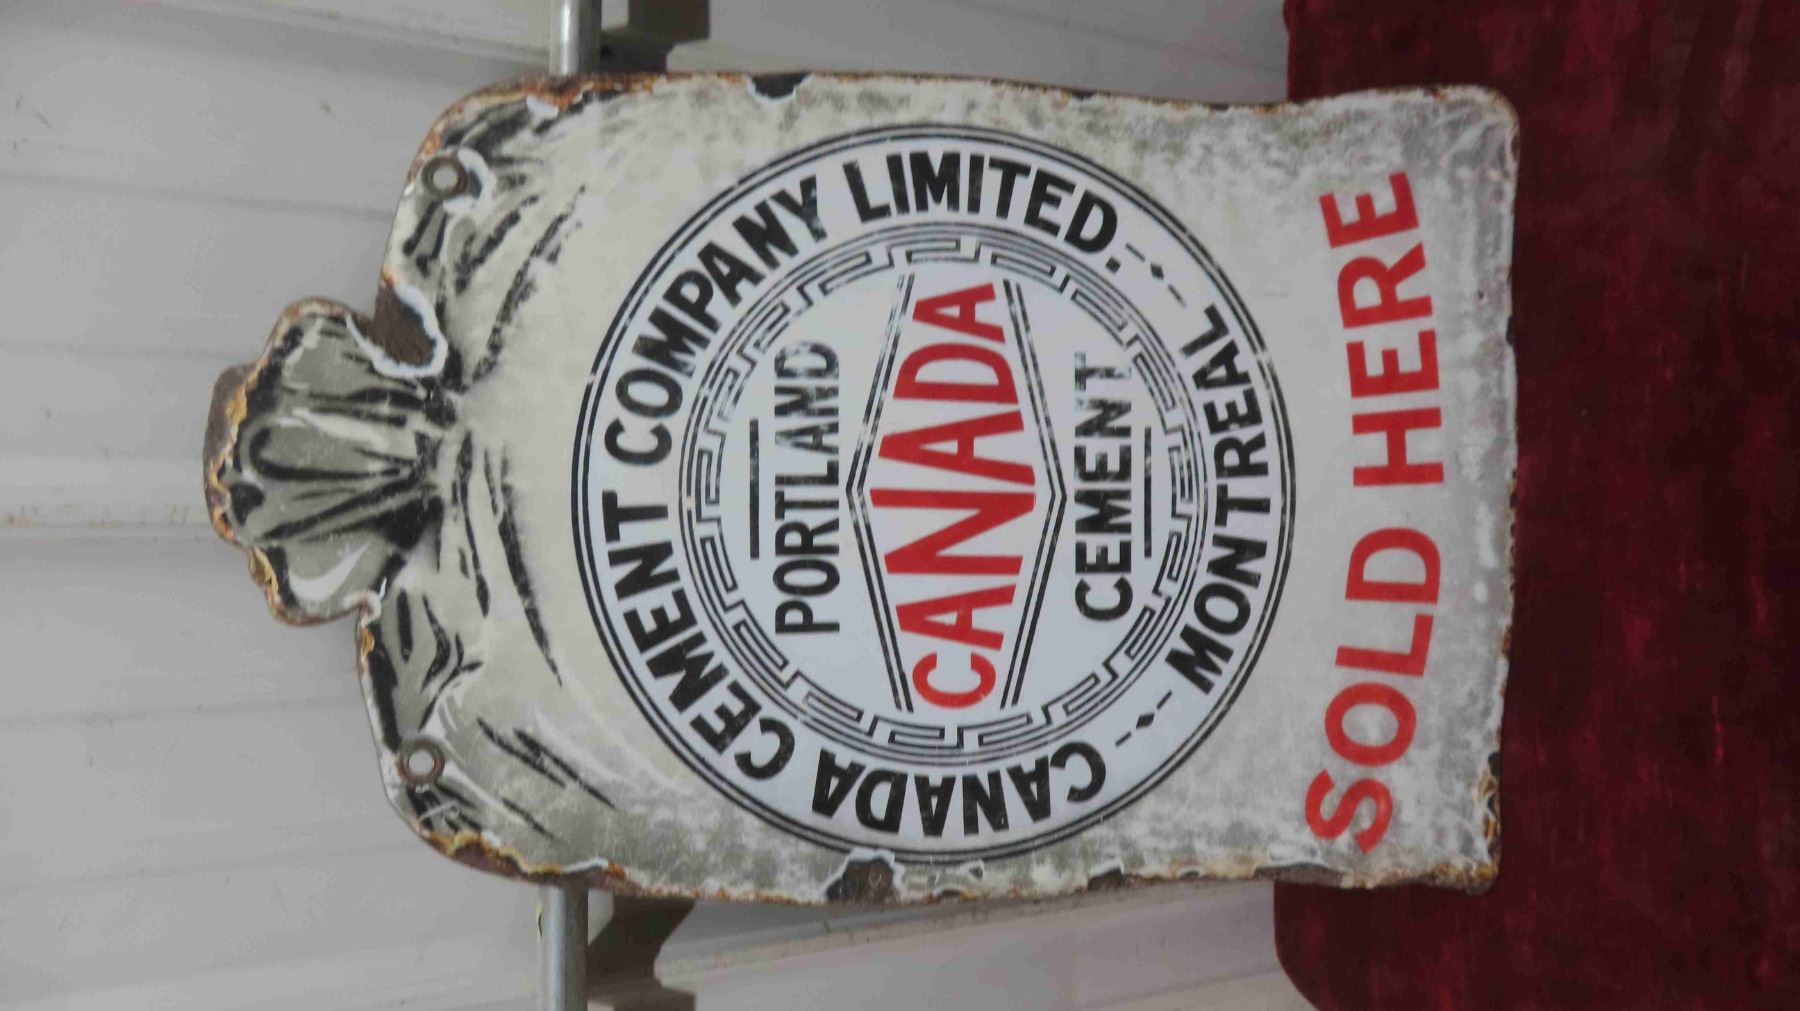 CANADA CEMENT COMPANY LIMITED.
PORTLAND
CANADA
CEMENT
MONTREAL
SOLD HERE